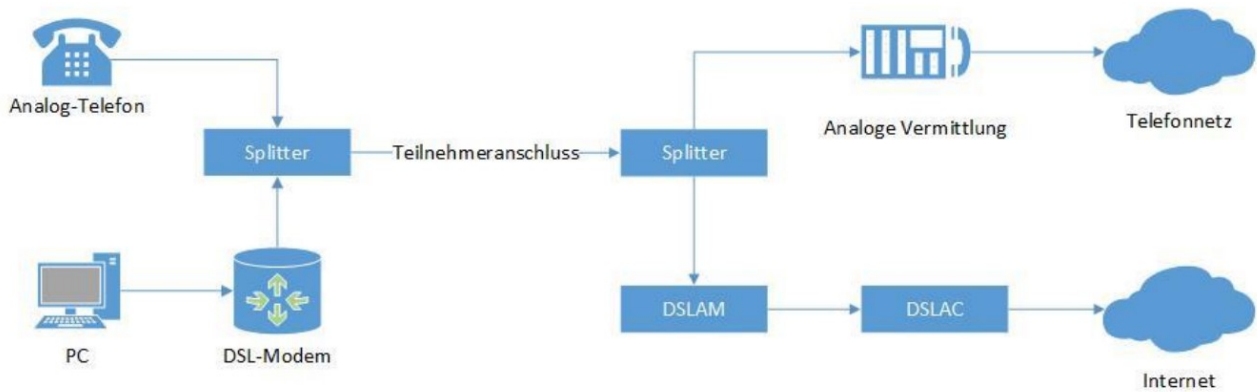 Analog-Telefon
Splitter
Teilnehmeranschluss
Splitter
Analoge Vermittlung
Telefonnetz
PC
DSL-Modem
DSLAM
DSLAC
Internet